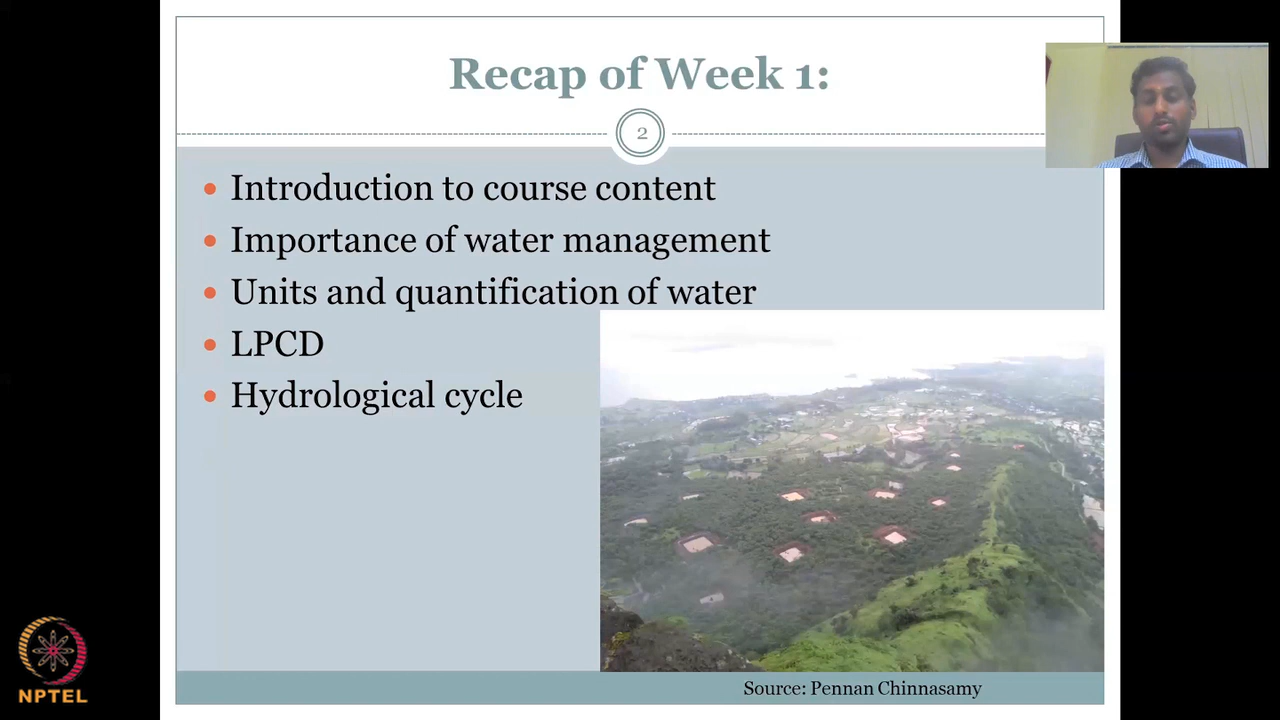 Recap of Week 1:
2
Introduction to course content
Importance of water management
Units and quantification of water
LPCD
Hydrological cycle
NPTEL
Source: Pennan Chinnasamy